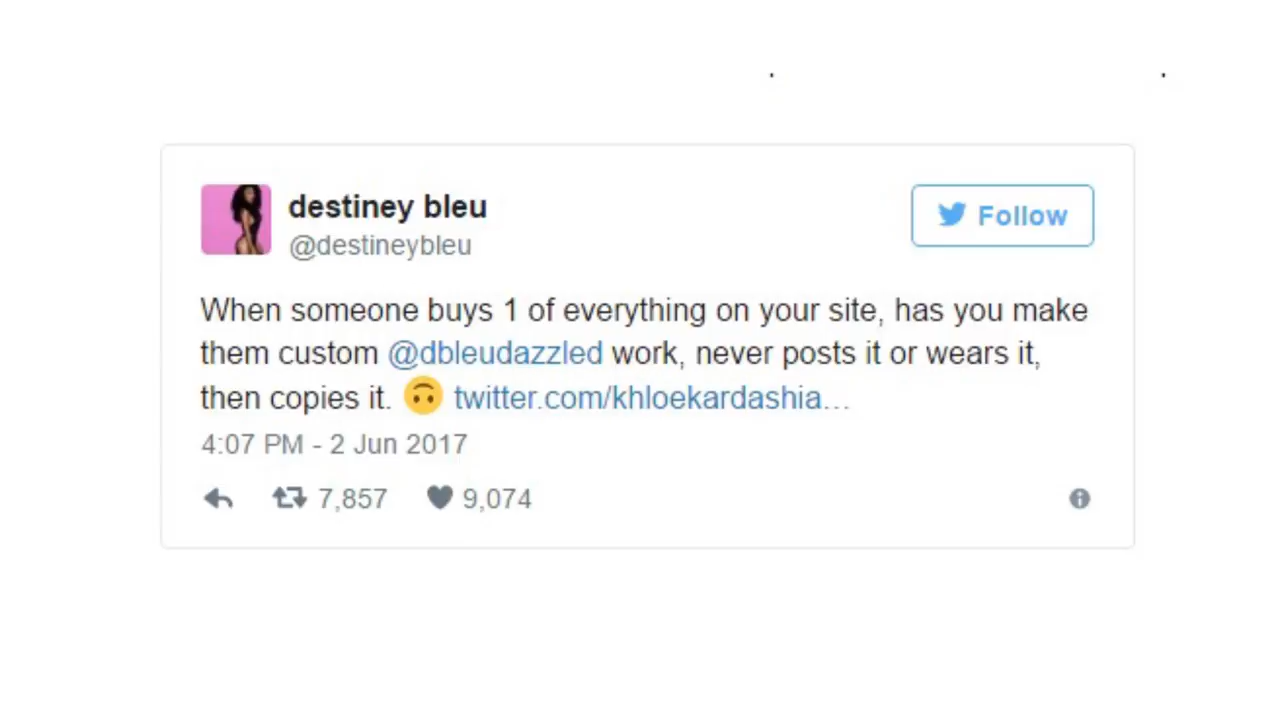 destiney bleu
@destineybleu
Follow
When someone buys 1 of everything on your site, has you make
them custom @dbleudazzled work, never posts it or wears it,
then copies it. 🙃 twitter.com/khloekardashia…
4:07 PM - 2 Jun 2017
7,857 9,074